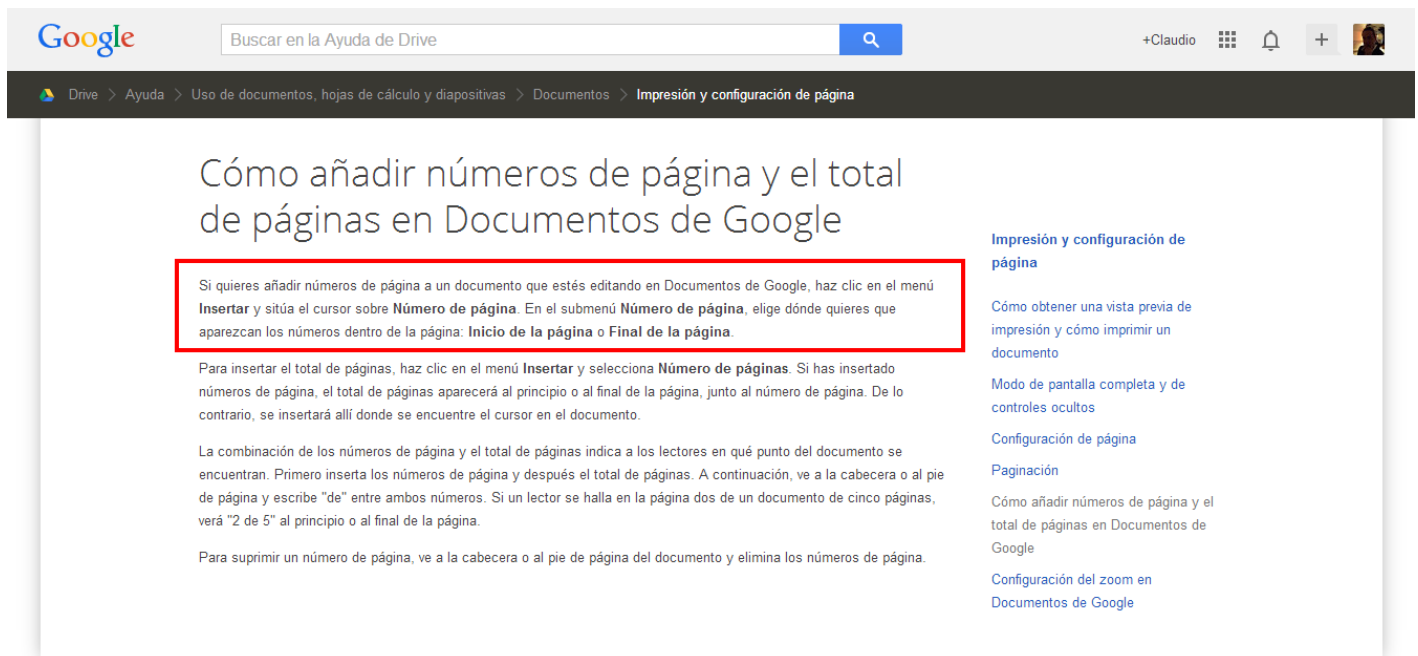 Google
Buscar en la Ayuda de Drive
+Claudio
Drive > Ayuda > Uso de documentos, hojas de cálculo y diapositivas > Documentos > Impresión y configuración de página
Cómo añadir números de página y el total
de páginas en Documentos de Google
Si quieres añadir números de página a un documento que estés editando en Documentos de Google, haz clic en el menú
Insertar y sitúa el cursor sobre Número de página. En el submenú Número de página, elige dónde quieres que
aparezcan los números dentro de la página: Inicio de la página o Final de la página.
Para insertar el total de páginas, haz clic en el menú Insertar y selecciona Número de páginas. Si has insertado
números de página, el total de páginas aparecerá al principio o al final de la página, junto al número de página. De lo
contrario, se insertará allí donde se encuentre el cursor en el documento.
La combinación de los números de página y el total de páginas indica a los lectores en qué punto del documento se
encuentran. Primero inserta los números de página y después el total de páginas. A continuación, ve a la cabecera o al pie
de página y escribe "de" entre ambos números. Si un lector se halla en la página dos de un documento de cinco páginas,
verá "2 de 5" al principio o al final de la página.
Para suprimir un número de página, ve a la cabecera o al pie de página del documento y elimina los números de página.
Impresión y configuración de
página
Cómo obtener una vista previa de
impresión y cómo imprimir un
documento
Modo de pantalla completa y de
controles ocultos
Configuración de página
Paginación
Cómo añadir números de página y el
total de páginas en Documentos de
Google
Configuración del zoom en
Documentos de Google